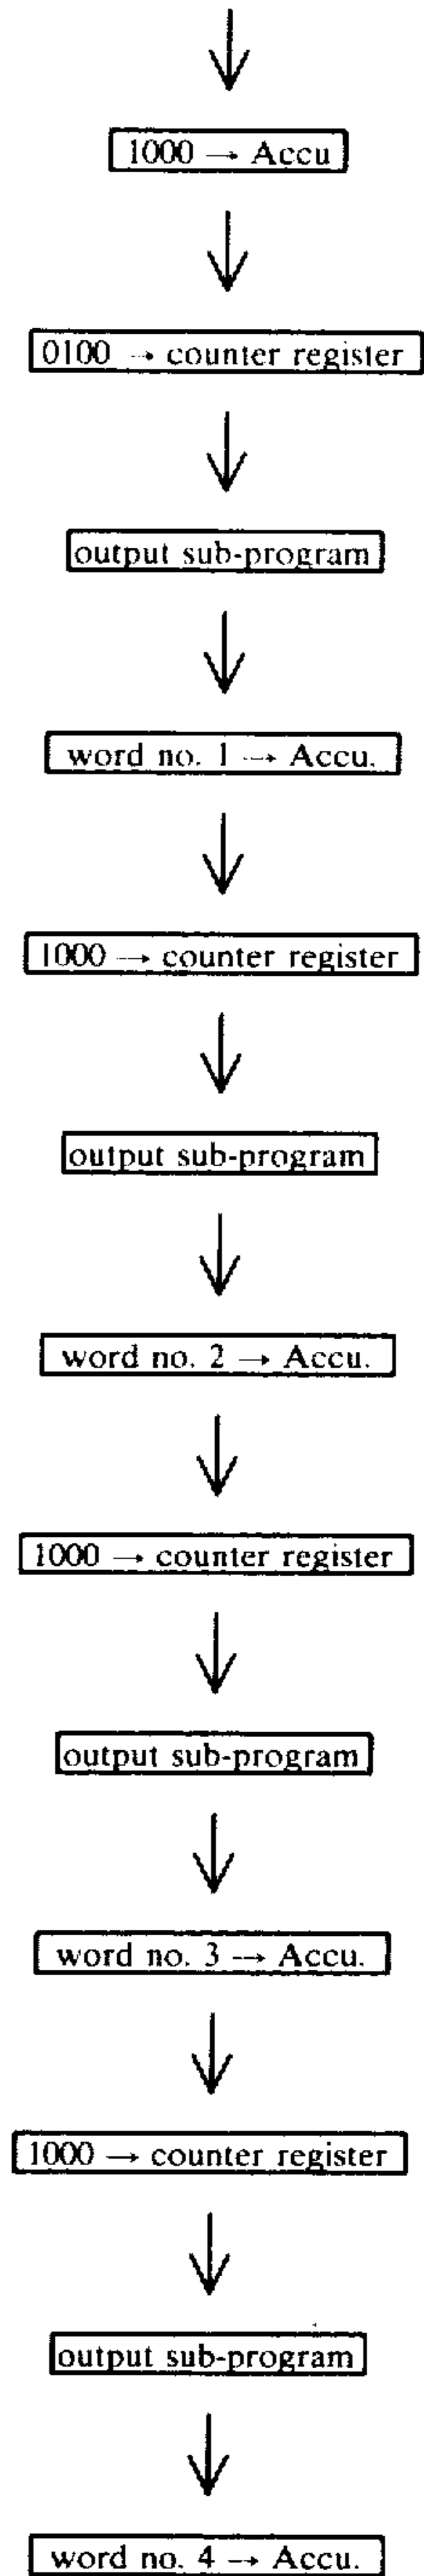 1000 → Accu
0100 → counter register
output sub-program
word no. 1 → Accu.
1000 → counter register
output sub-program
word no. 2 → Accu.
1000 → counter register
output sub-program
word no. 3 → Accu.
1000 → counter register
output sub-program
word no. 4 → Accu.